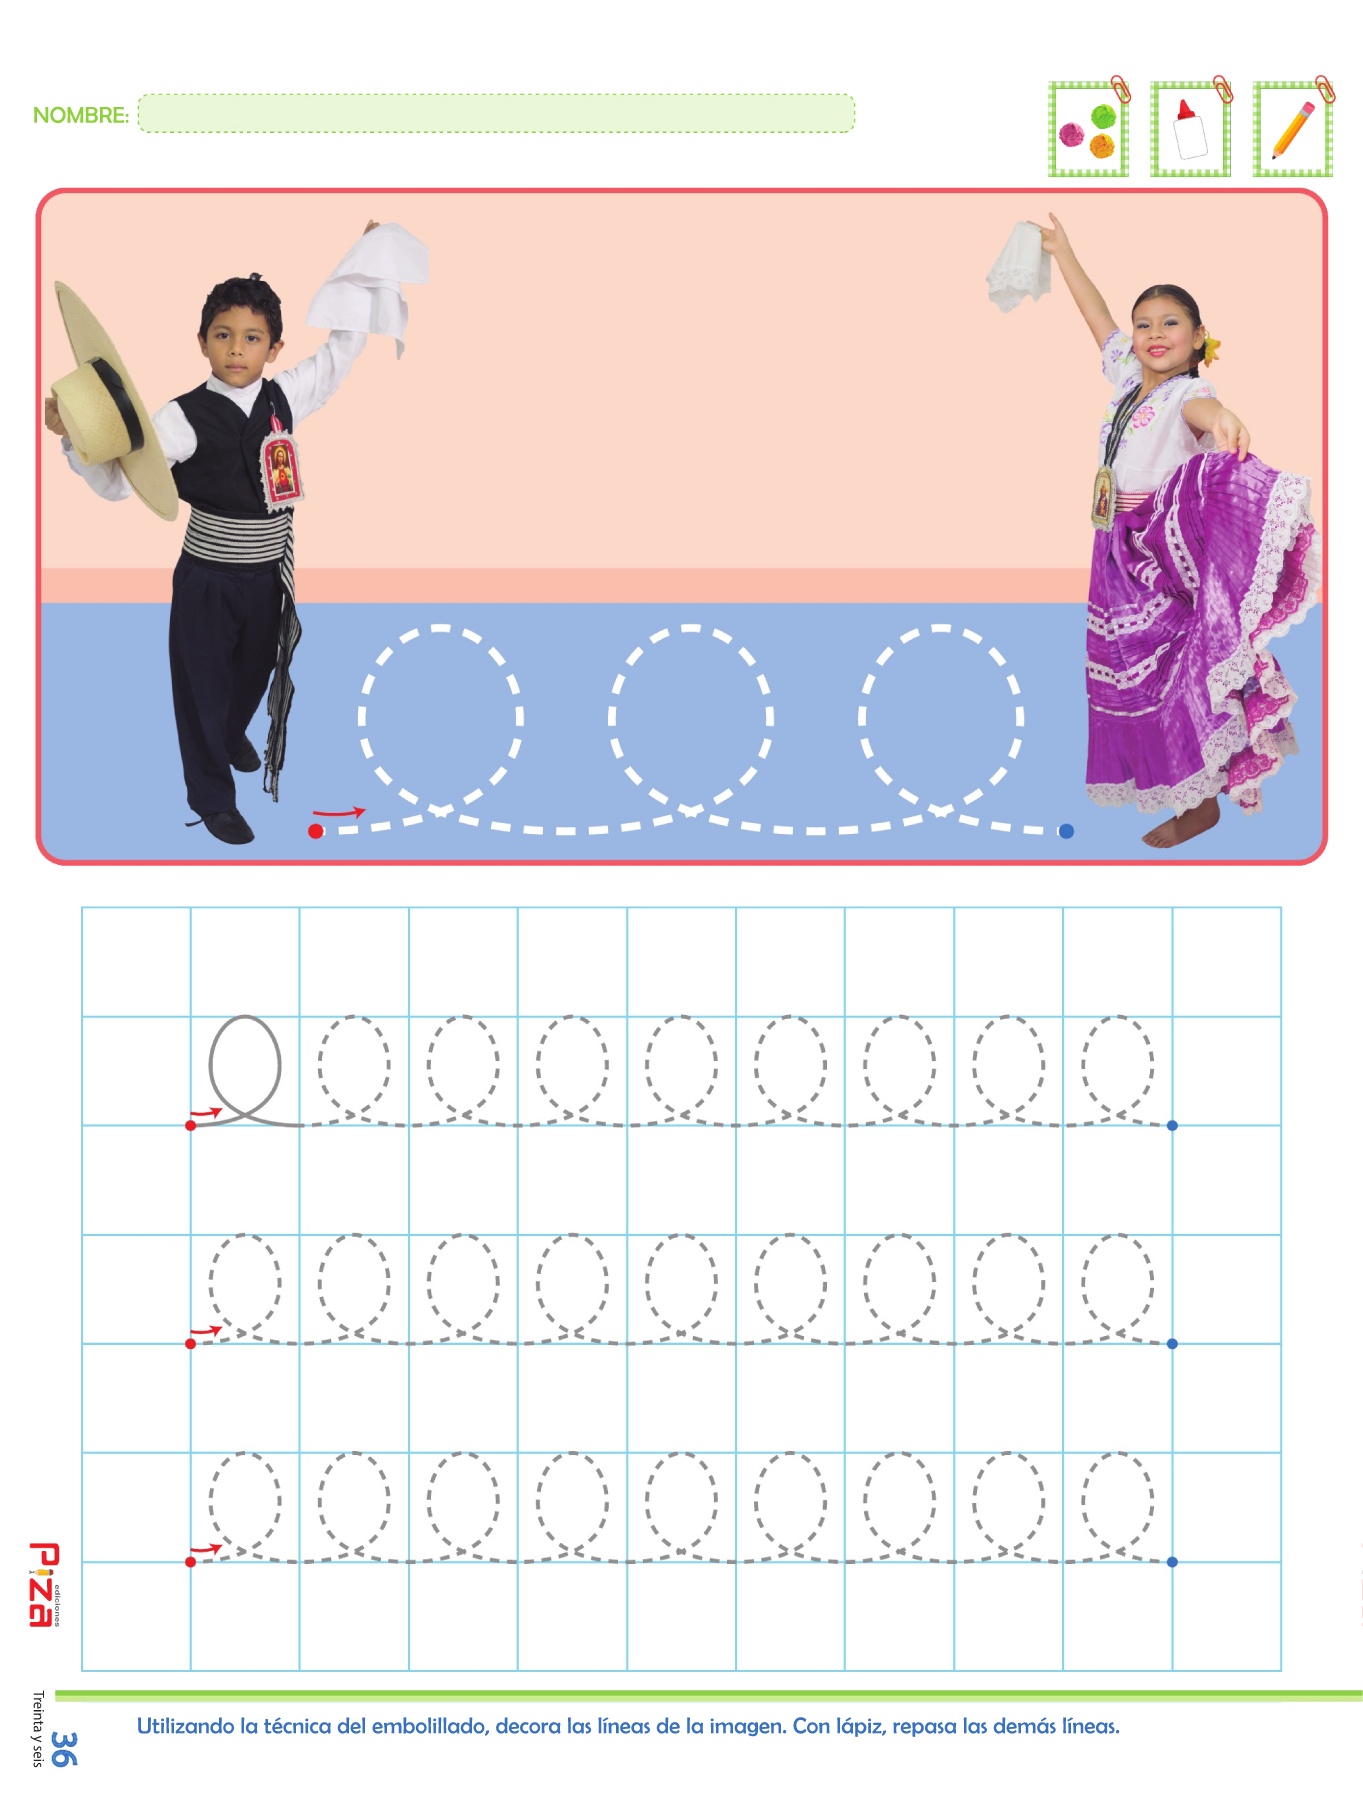 NOMBRE:
Piza
ediciones
Treinta y seis
36
Utilizando la técnica del embolillado, decora las líneas de la imagen. Con lápiz, repasa las demás líneas.